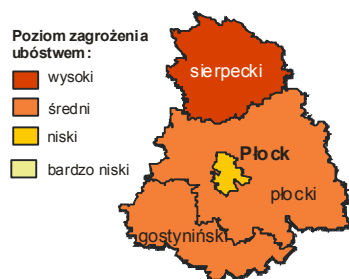 Poziom zagrożenia
ubóstwem:
wysoki
średni
niski
bardzo niski
sierpecki
Płock
płocki
gostyniński